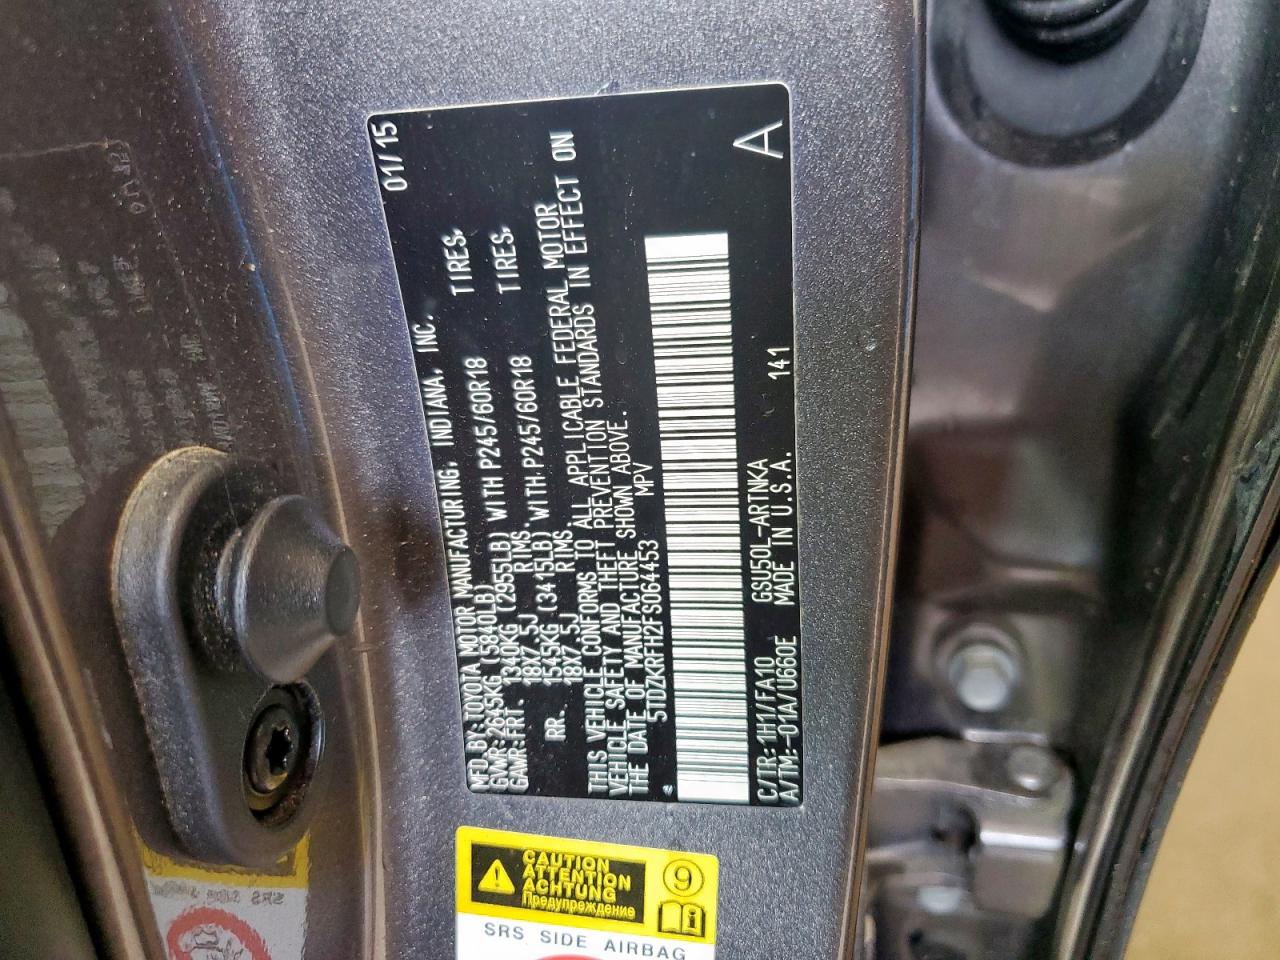 MFD.BY:TOYOTA MOTOR MANUFACTURING, INDIANA, INC. 01/15
GVWR:2645KG (5840LB)
GAWR:FRT. 1340KG (2955LB) WITH P245/60R18 TIRES,
18X7.5J RIMS.
RR. 1545KG (3415LB) WITH P245/60R18 TIRES,
18X7.5J RIMS.
THIS VEHICLE CONFORMS TO ALL APPLICABLE FEDERAL MOTOR
VEHICLE SAFETY AND THEFT PREVENTION STANDARDS IN EFFECT ON
THE DATE OF MANUFACTURE SHOWN ABOVE.
5TDZKRFH2FS064453 MPV
C/TR:1H1/FA10 GSU50L-ARTNKA 141 A
A/TM:-01A/U660E MADE IN U.S.A.
CAUTION
ATTENTION
ACHTUNG
Предупреждение
9
SRS SIDE AIRBAG